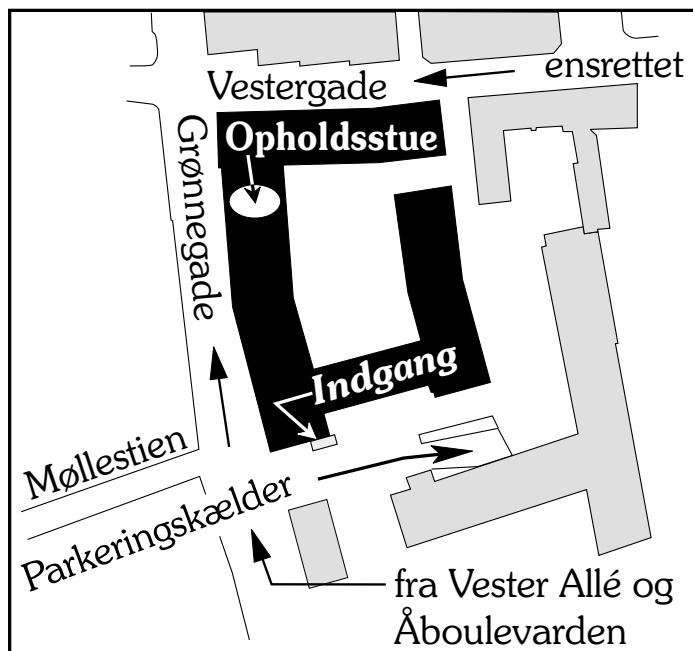 ensrettet
Vestergade
Grønnegade
Opholdsstue
Indgang
Møllestien
Parkeringskælder
fra Vester Allé og
Åboulevarden